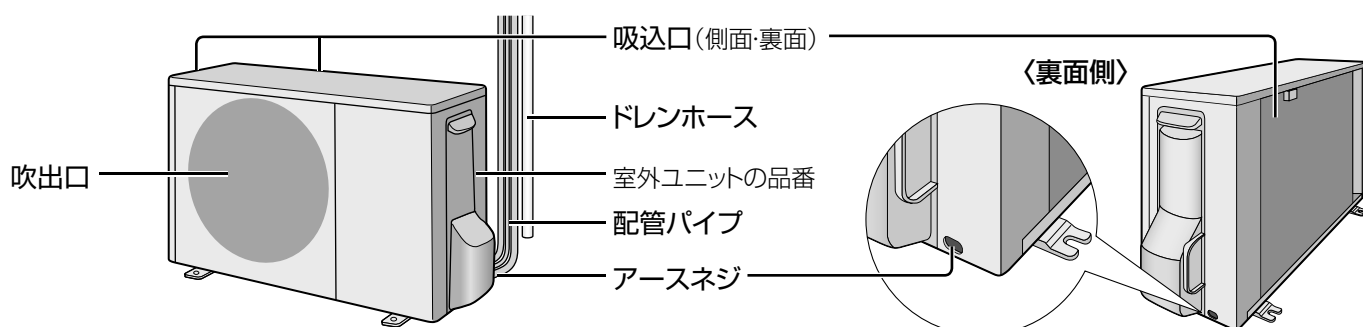 吸込口(側面・裏面)
〈裏面側〉
ドレンホース
吹出口
室外ユニットの品番
配管パイプ
アースネジ